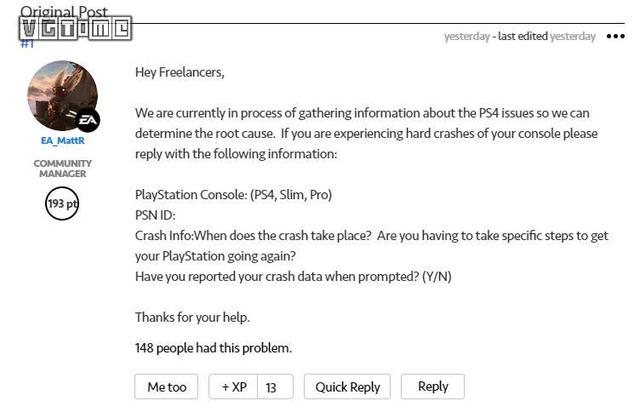 Original Post
VGTIME
#1
yesterday - last edited yesterday
Hey Freelancers,
EA
We are currently in process of gathering information about the PS4 issues so we can
determine the root cause.  If you are experiencing hard crashes of your console please
reply with the following information:
EA_MattR
COMMUNITY
MANAGER
193 pt
PlayStation Console: (PS4, Slim, Pro)
PSN ID:
Crash Info:When does the crash take place?  Are you having to take specific steps to get
your PlayStation going again?
Have you reported your crash data when prompted? (Y/N)
Thanks for your help.
148 people had this problem.
Me too
+ XP
13
Quick Reply
Reply